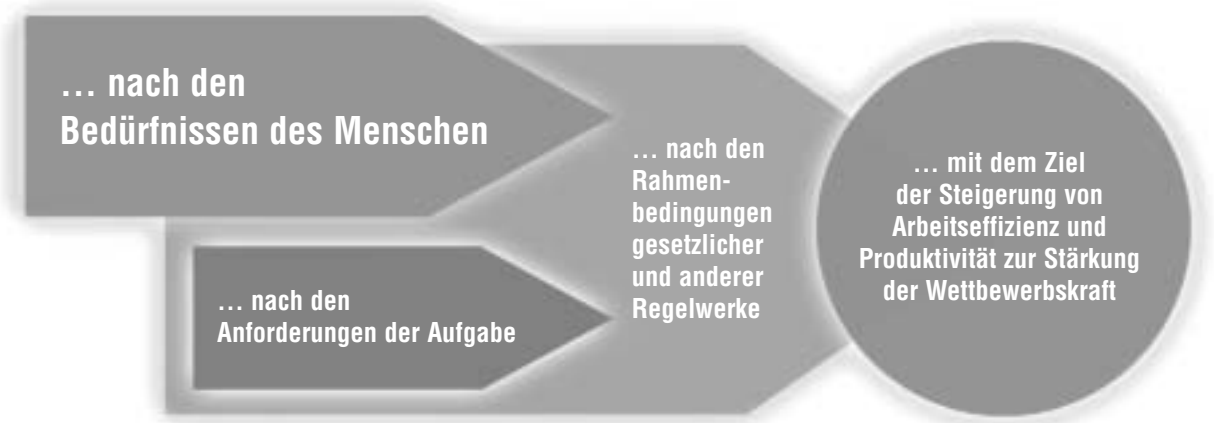 … nach den
Bedürfnissen des Menschen
… nach den
Anforderungen der Aufgabe
… nach den
Rahmen-
bedingungen
gesetzlicher
und anderer
Regelwerke
… mit dem Ziel
der Steigerung von
Arbeitseffizienz und
Produktivität zur Stärkung
der Wettbewerbskraft